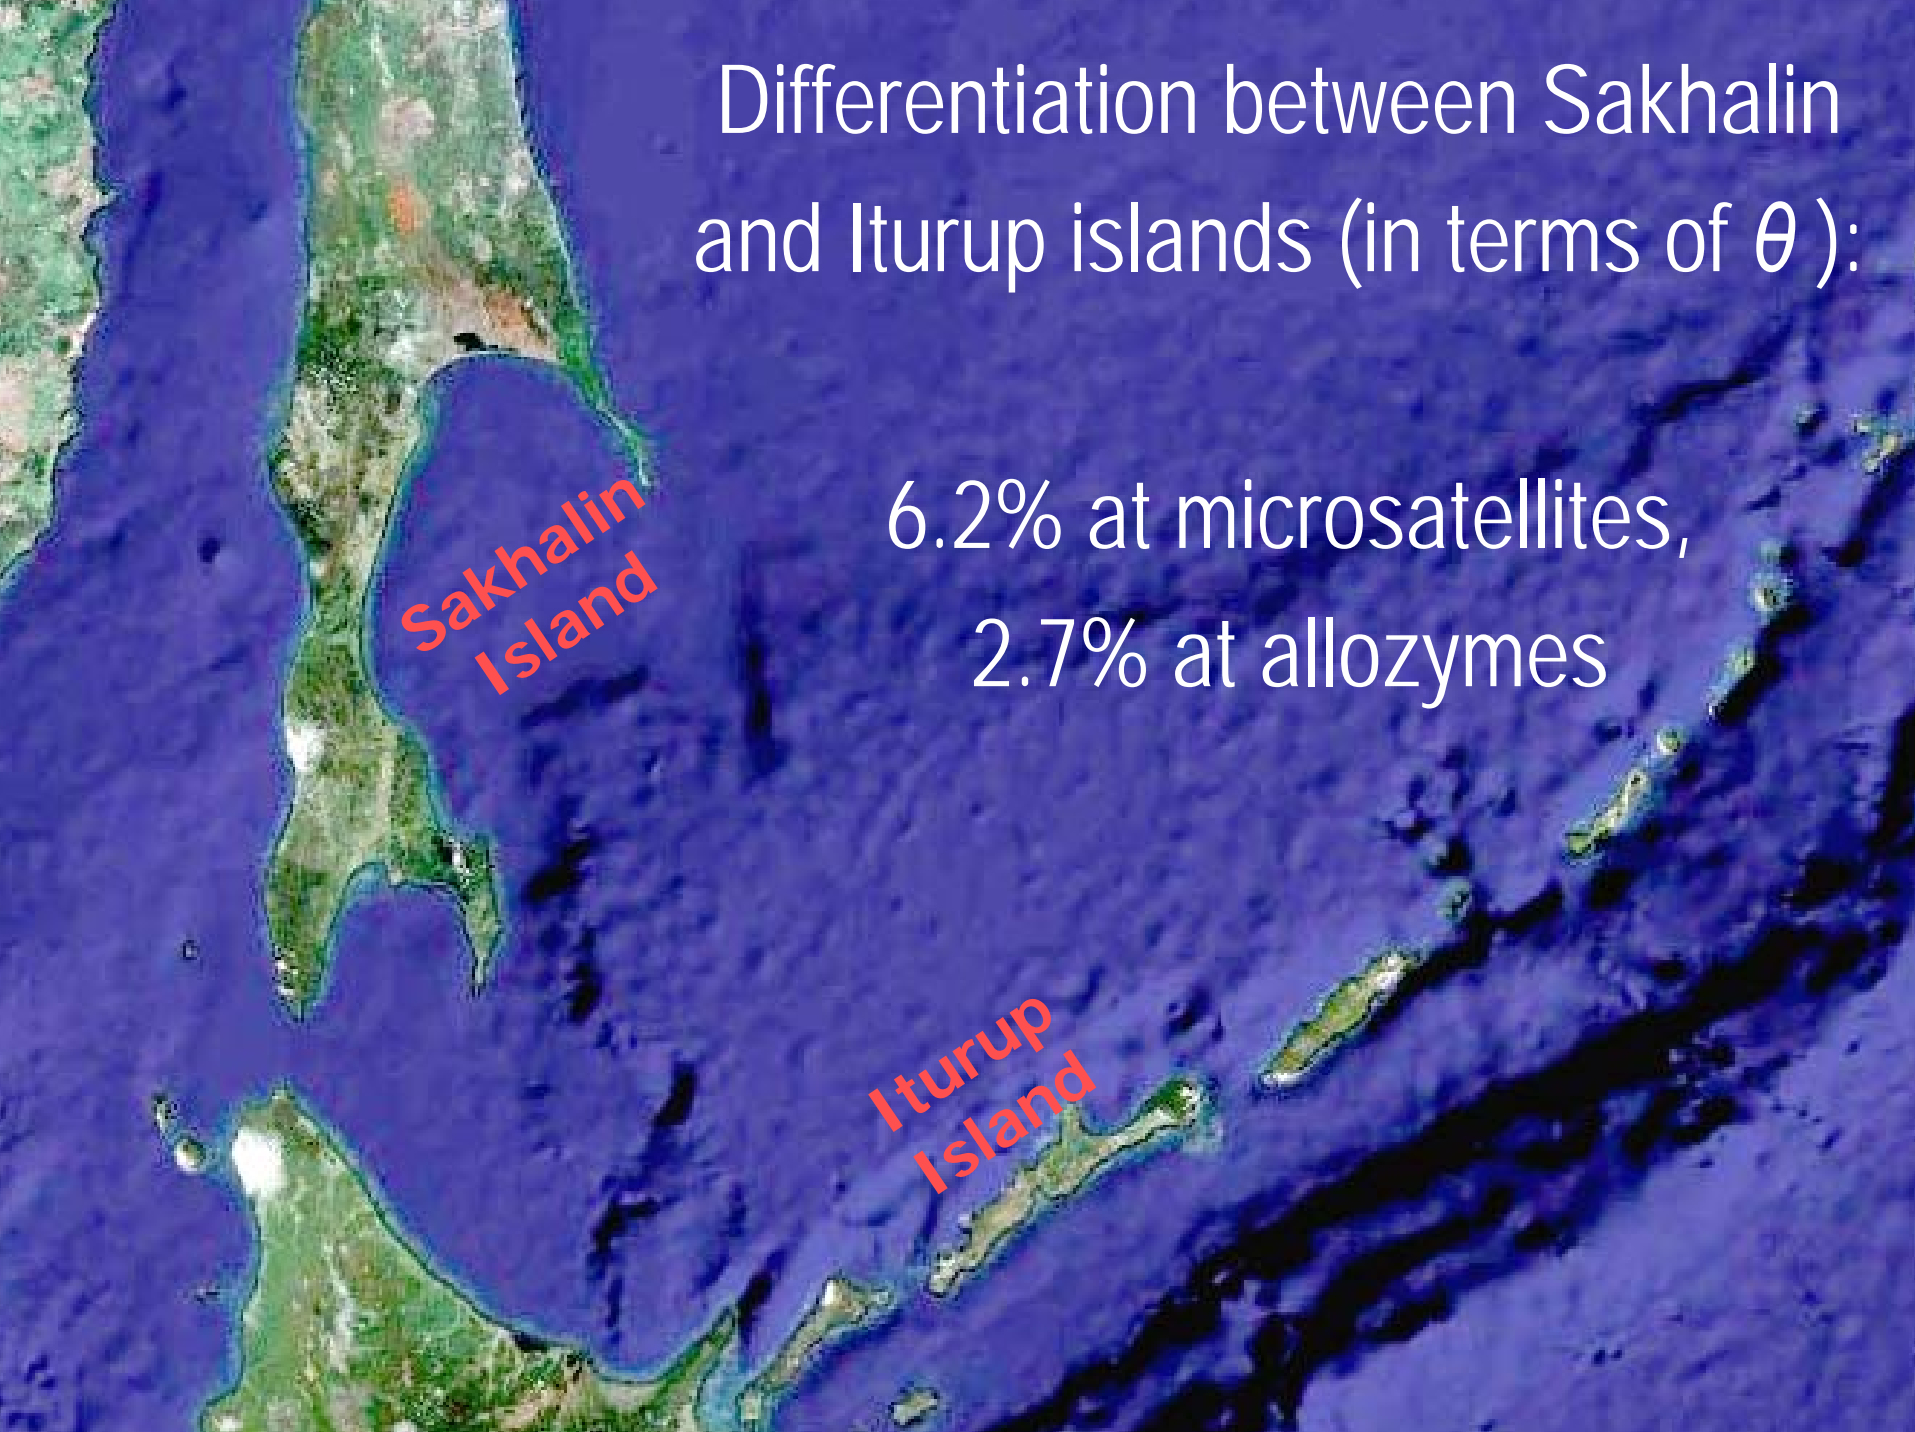 Differentiation between Sakhalin
and Iturup islands (in terms of θ ):
6.2% at microsatellites,
2.7% at allozymes
Sakhalin
Island
Iturup
Island